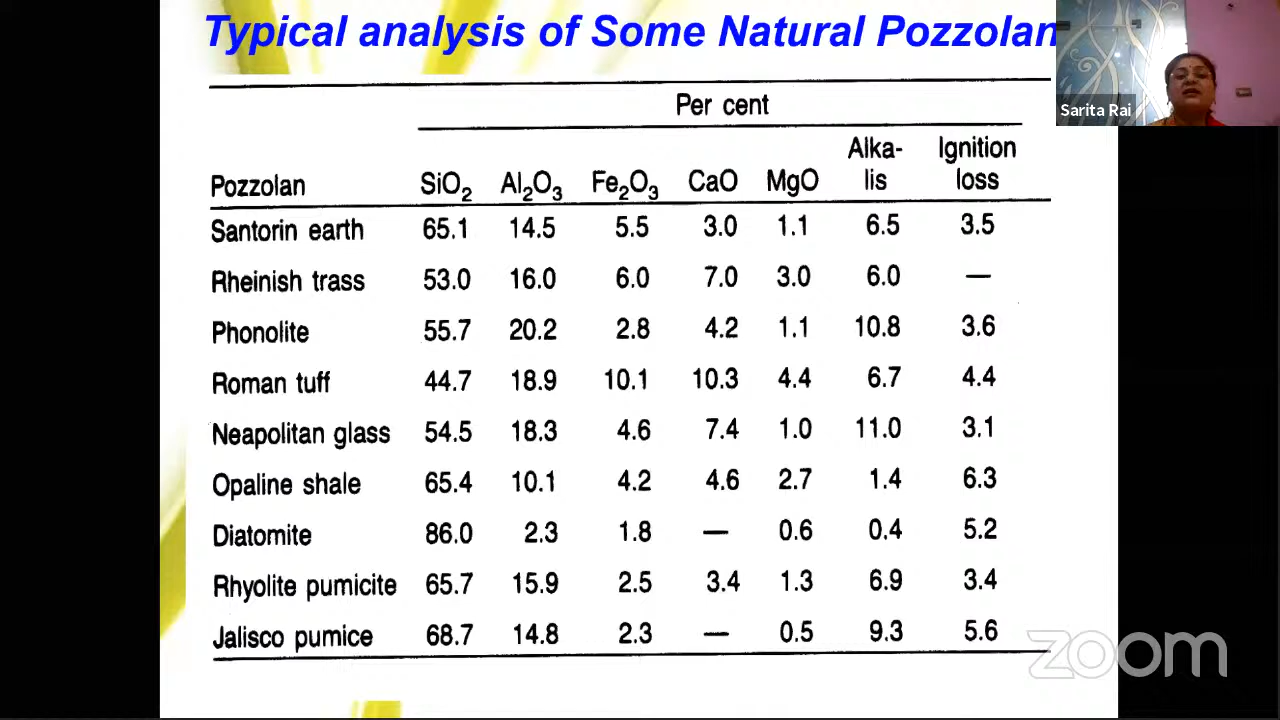 Typical analysis of Some Natural Pozzolan
Sarita Rai
Per cent
Pozzolan SiO₂ Al₂O₃ Fe₂O₃ CaO MgO Alka-lis Ignition loss
Santorin earth 65.1 14.5 5.5 3.0 1.1 6.5 3.5
Rheinish trass 53.0 16.0 6.0 7.0 3.0 6.0 —
Phonolite 55.7 20.2 2.8 4.2 1.1 10.8 3.6
Roman tuff 44.7 18.9 10.1 10.3 4.4 6.7 4.4
Neapolitan glass 54.5 18.3 4.6 7.4 1.0 11.0 3.1
Opaline shale 65.4 10.1 4.2 4.6 2.7 1.4 6.3
Diatomite 86.0 2.3 1.8 — 0.6 0.4 5.2
Rhyolite pumicite 65.7 15.9 2.5 3.4 1.3 6.9 3.4
Jalisco pumice 68.7 14.8 2.3 — 0.5 9.3 5.6
zoom